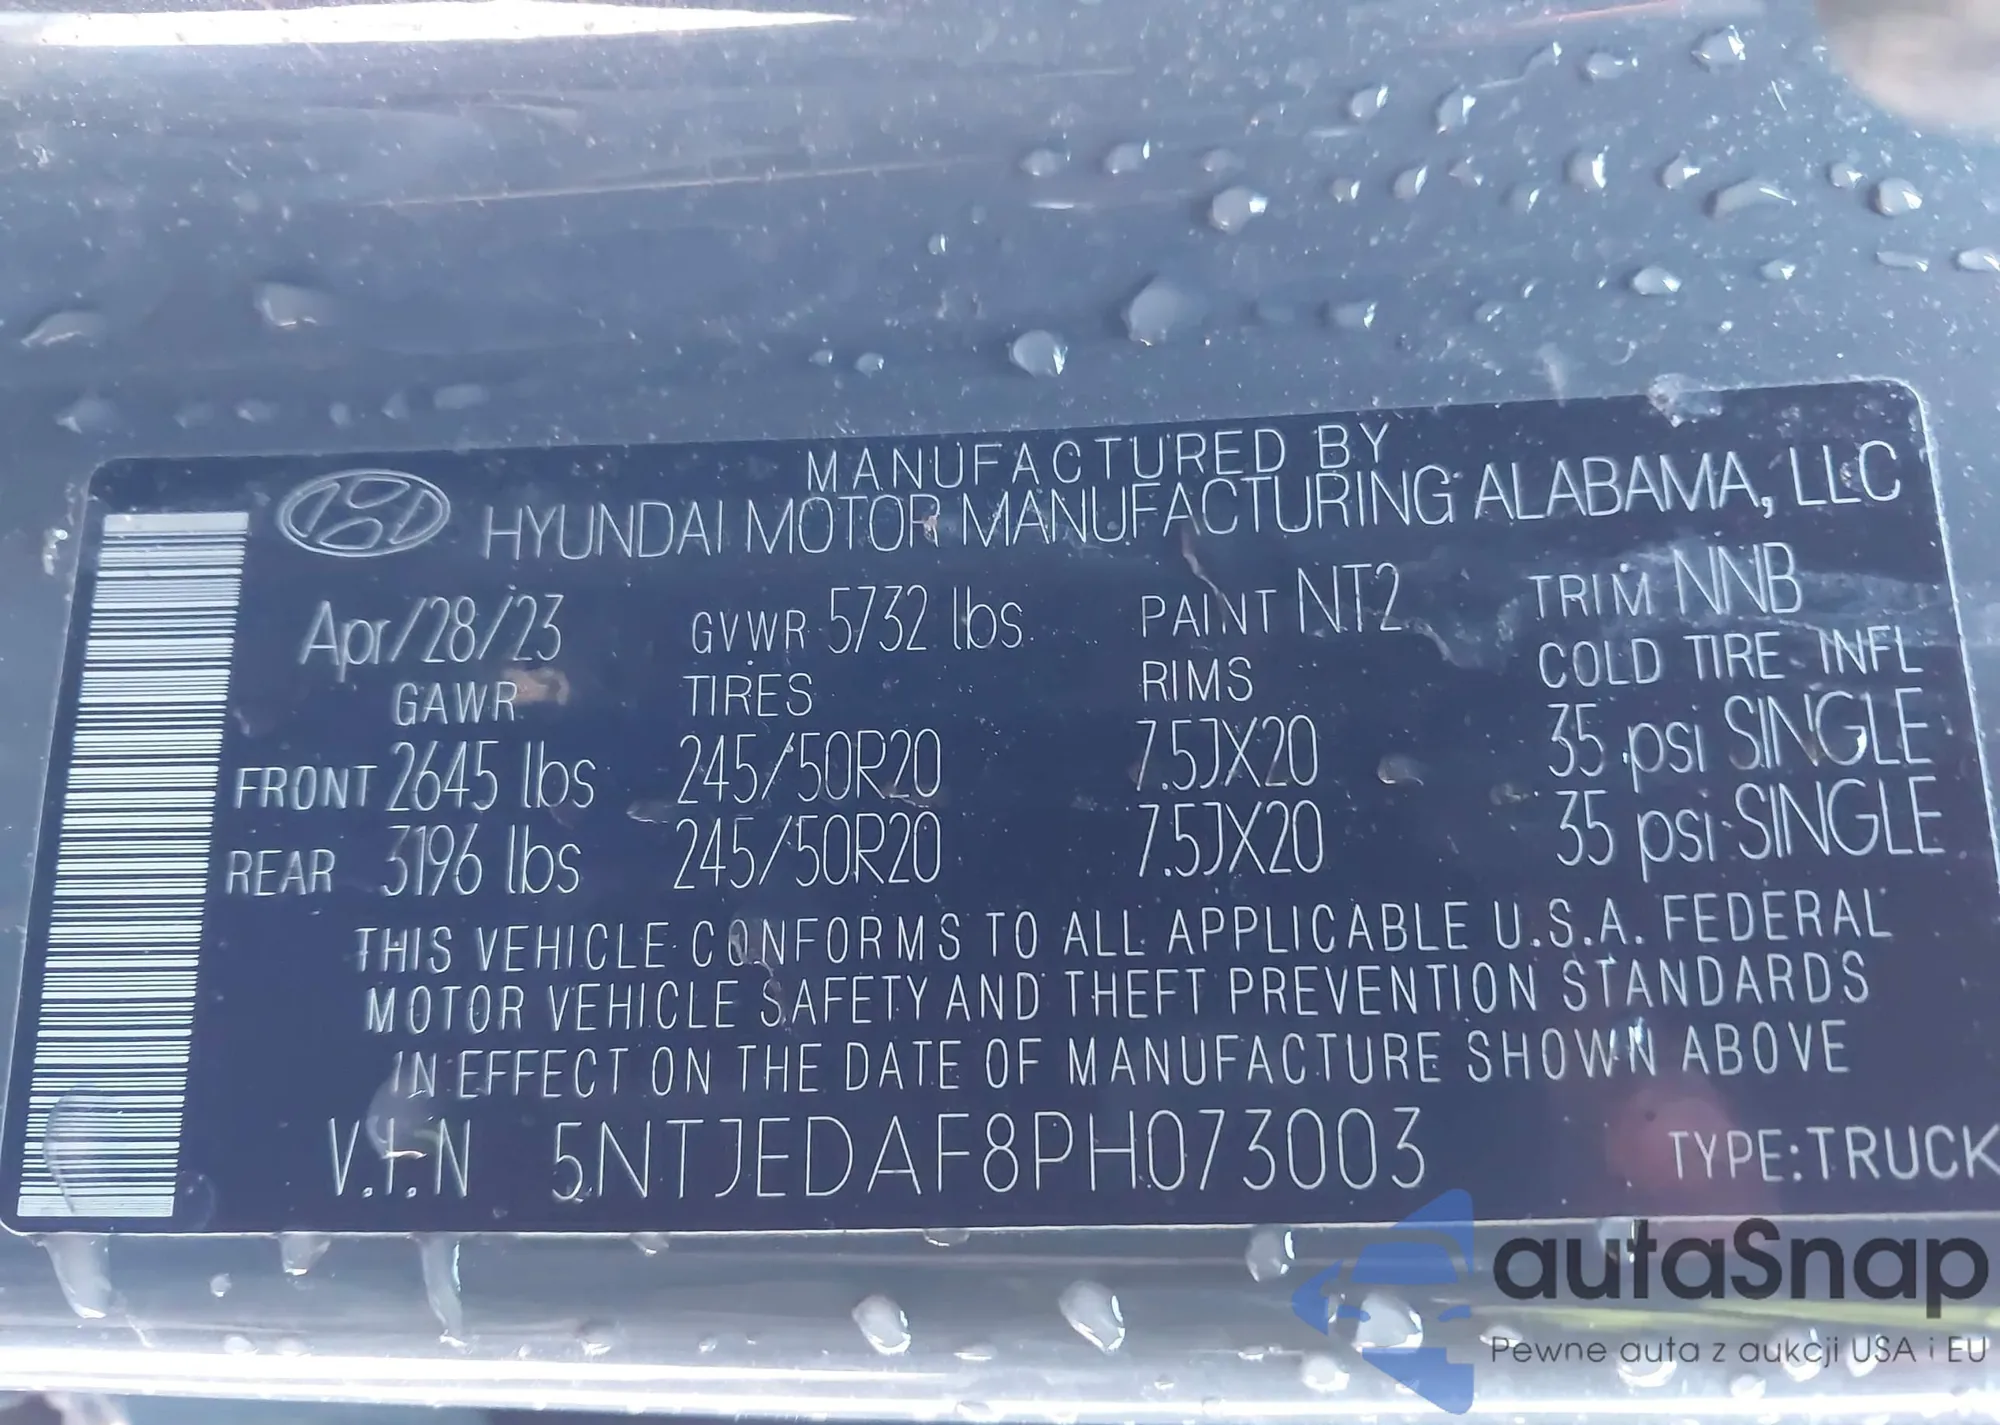 MANUFACTURED BY
HYUNDAI MOTOR MANUFACTURING ALABAMA, LLC
Apr/28/23 GVWR 5732 lbs PAINT NT2 TRIM NNB
GAWR TIRES RIMS COLD TIRE INFL
FRONT 2645 lbs 245/50R20 7.5JX20 35 psi SINGLE
REAR 3196 lbs 245/50R20 7.5JX20 35 psi SINGLE
THIS VEHICLE CONFORMS TO ALL APPLICABLE U.S.A. FEDERAL
MOTOR VEHICLE SAFETY AND THEFT PREVENTION STANDARDS
IN EFFECT ON THE DATE OF MANUFACTURE SHOWN ABOVE
V.I.N 5NTJEDAF8PH073003 TYPE:TRUCK
autaSnap
Pewne auta z aukcji USA i EU